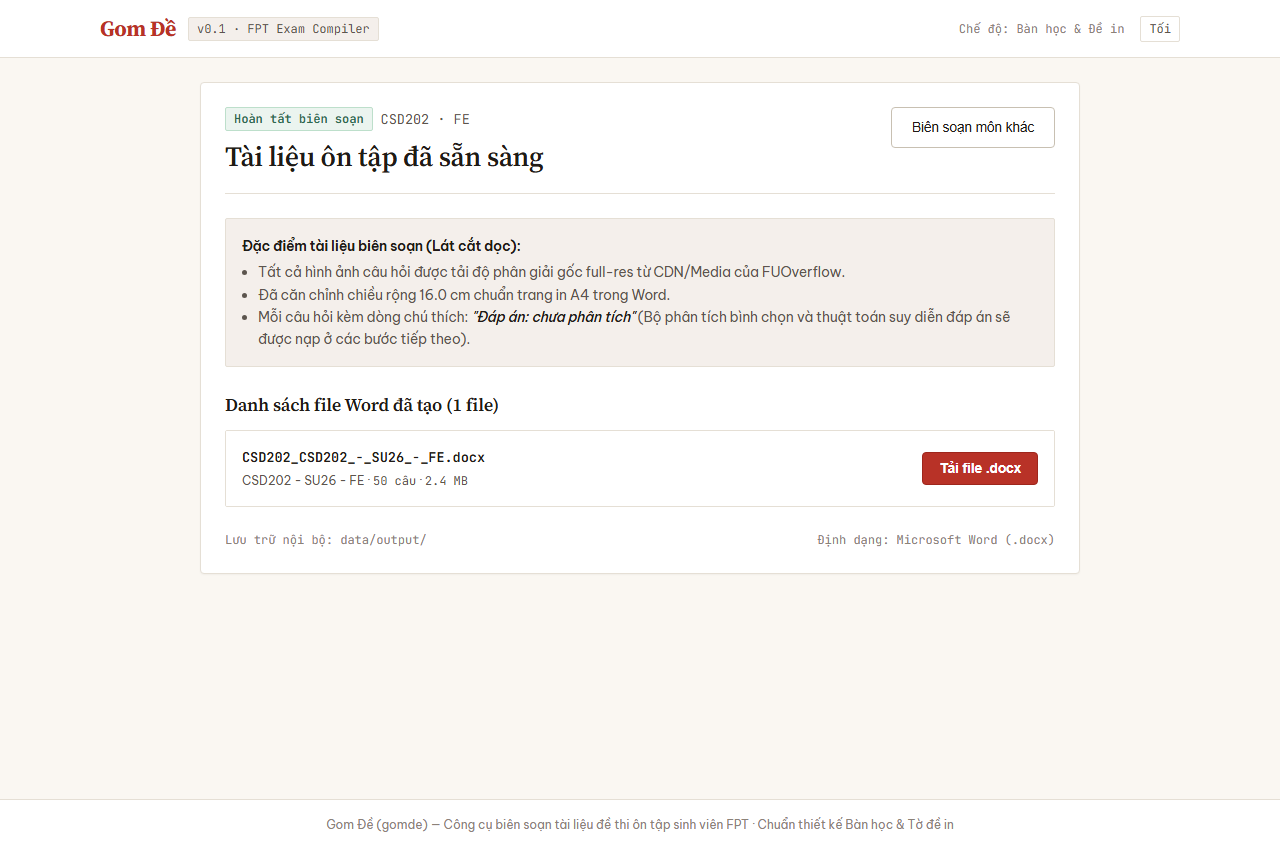 Gom Đề
v0.1 · FPT Exam Compiler
Chế độ: Bàn học & Đề in
Tối
Hoàn tất biên soạn
CSD202 · FE
Biên soạn môn khác
Tài liệu ôn tập đã sẵn sàng
Đặc điểm tài liệu biên soạn (Lát cắt dọc):
• Tất cả hình ảnh câu hỏi được tải độ phân giải gốc full-res từ CDN/Media của FUOverflow.
• Đã căn chỉnh chiều rộng 16.0 cm chuẩn trang in A4 trong Word.
• Mỗi câu hỏi kèm dòng chú thích: "Đáp án: chưa phân tích" (Bộ phân tích bình chọn và thuật toán suy diễn đáp án sẽ
được nạp ở các bước tiếp theo).
Danh sách file Word đã tạo (1 file)
CSD202_CSD202_-_SU26_-_FE.docx
CSD202 - SU26 - FE · 50 câu · 2.4 MB
Tải file .docx
Lưu trữ nội bộ: data/output/
Định dạng: Microsoft Word (.docx)
Gom Đề (gomde) — Công cụ biên soạn tài liệu đề thi ôn tập sinh viên FPT · Chuẩn thiết kế Bàn học & Tờ đề in